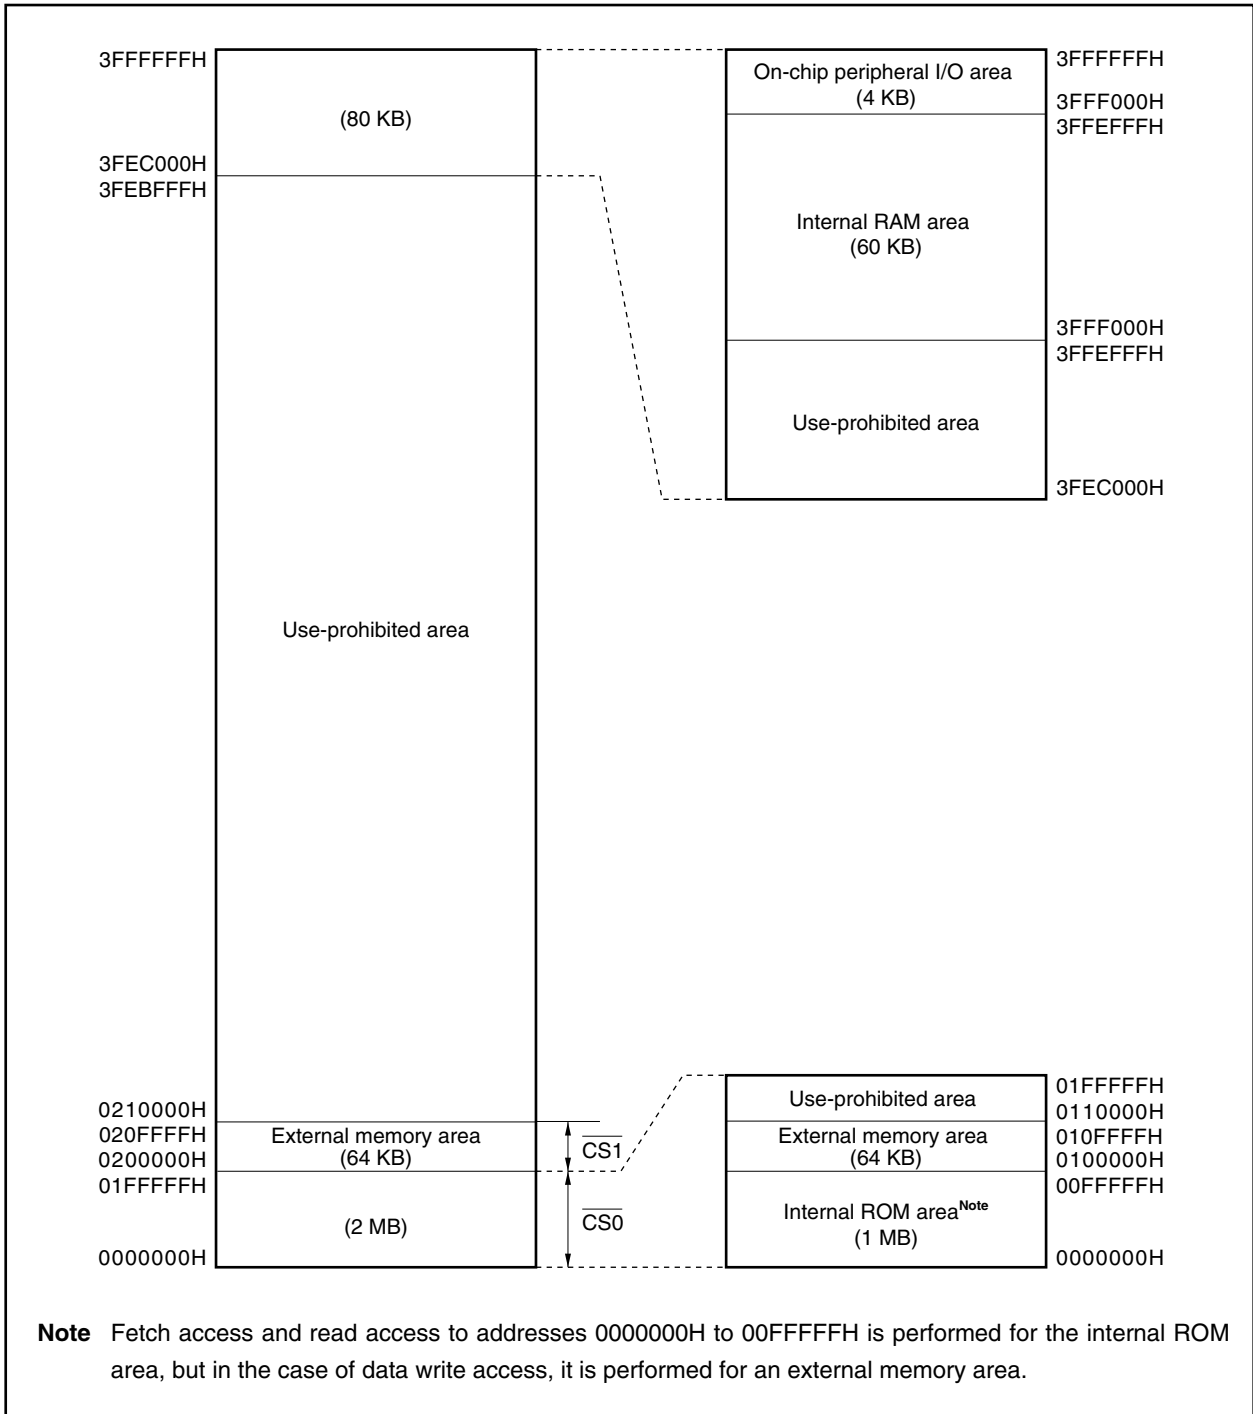 3FFFFFFH
(80 KB)
3FEC000H
3FEBFFFH
Use-prohibited area
0210000H
020FFFFH
0200000H
External memory area
(64 KB)
CS1
01FFFFFH
(2 MB)
CS0
0000000H
On-chip peripheral I/O area
(4 KB)
3FFFFFFH
3FFF000H
3FFEFFFH
Internal RAM area
(60 KB)
3FFF000H
3FFEFFFH
Use-prohibited area
3FEC000H
Use-prohibited area
01FFFFFH
0110000H
External memory area
(64 KB)
010FFFFH
0100000H
00FFFFFH
Internal ROM areaNote
(1 MB)
0000000H
Note Fetch access and read access to addresses 0000000H to 00FFFFFH is performed for the internal ROM
area, but in the case of data write access, it is performed for an external memory area.